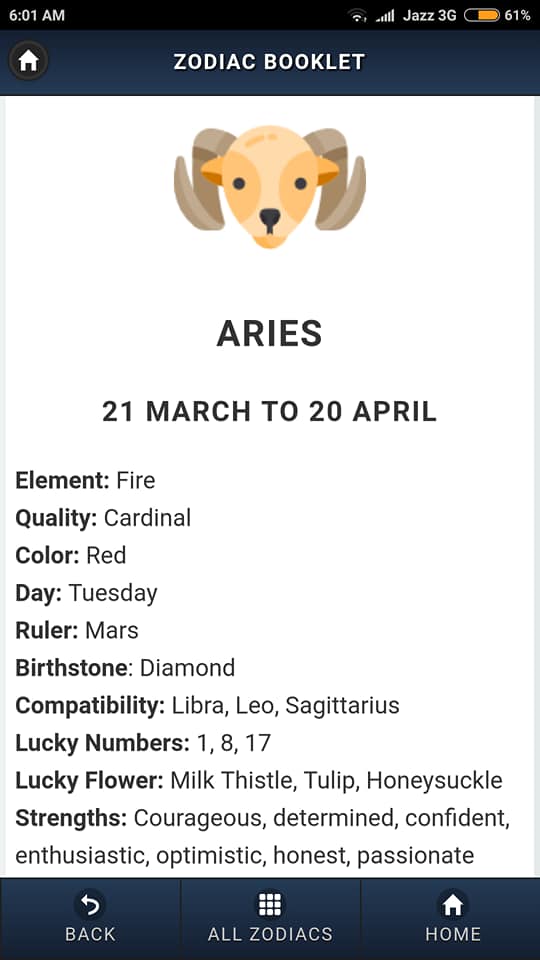 6:01 AM Jazz 3G 61%
ZODIAC BOOKLET
ARIES
21 MARCH TO 20 APRIL
Element: Fire
Quality: Cardinal
Color: Red
Day: Tuesday
Ruler: Mars
Birthstone: Diamond
Compatibility: Libra, Leo, Sagittarius
Lucky Numbers: 1, 8, 17
Lucky Flower: Milk Thistle, Tulip, Honeysuckle
Strengths: Courageous, determined, confident,
enthusiastic, optimistic, honest, passionate
BACK ALL ZODIACS HOME